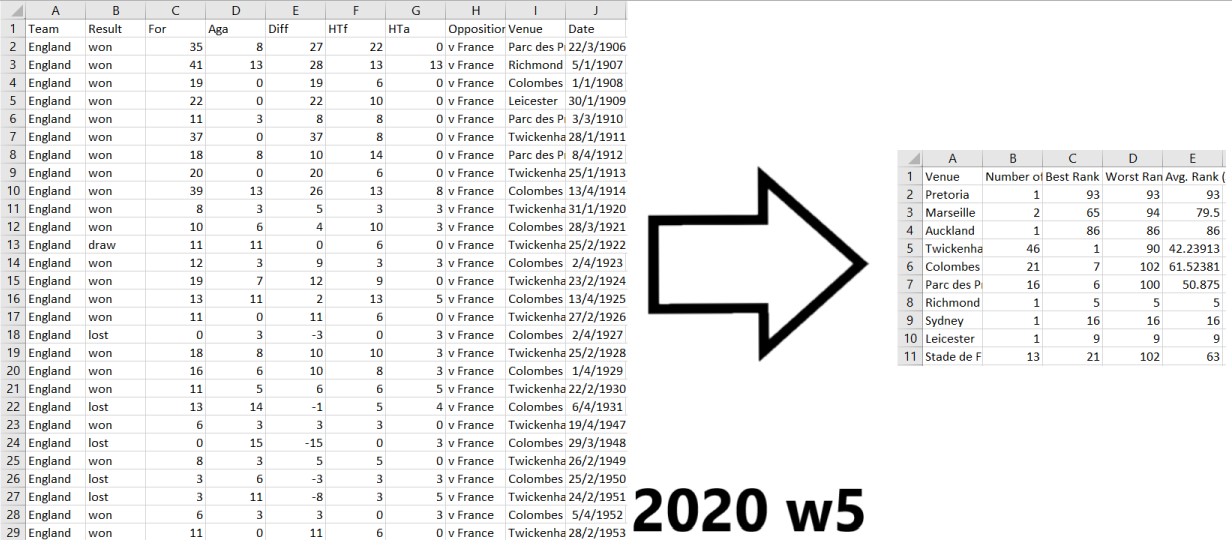 A B C D E F G H I J
1 Team Result For Aga Diff HTf HTa Opposition Venue Date
2 England won 35 8 27 22 0 v France Parc des P 22/3/1906
3 England won 41 13 28 13 13 v France Richmond 5/1/1907
4 England won 19 0 19 6 0 v France Colombes 1/1/1908
5 England won 22 0 22 10 0 v France Leicester 30/1/1909
6 England won 11 3 8 8 0 v France Parc des P 3/3/1910
7 England won 37 0 37 8 0 v France Twickenha 28/1/1911
8 England won 18 8 10 14 0 v France Parc des P 8/4/1912
9 England won 20 0 20 6 0 v France Twickenha 25/1/1913
10 England won 39 13 26 13 8 v France Colombes 13/4/1914
11 England won 8 3 5 3 3 v France Twickenha 31/1/1920
12 England won 10 6 4 10 3 v France Colombes 28/3/1921
13 England draw 11 11 0 6 0 v France Twickenha 25/2/1922
14 England won 12 3 9 3 3 v France Colombes 2/4/1923
15 England won 19 7 12 9 0 v France Twickenha 23/2/1924
16 England won 13 11 2 13 5 v France Colombes 13/4/1925
17 England won 11 0 11 6 0 v France Twickenha 27/2/1926
18 England lost 0 3 -3 0 3 v France Colombes 2/4/1927
19 England won 18 8 10 10 3 v France Twickenha 25/2/1928
20 England won 16 6 10 8 3 v France Colombes 1/4/1929
21 England won 11 5 6 6 5 v France Twickenha 22/2/1930
22 England lost 13 14 -1 5 4 v France Colombes 6/4/1931
23 England won 6 3 3 3 0 v France Twickenha 19/4/1947
24 England lost 0 15 -15 0 3 v France Colombes 29/3/1948
25 England won 8 3 5 5 0 v France Twickenha 26/2/1949
26 England lost 3 6 -3 3 3 v France Colombes 25/2/1950
27 England lost 3 11 -8 3 5 v France Twickenha 24/2/1951
28 England won 6 3 3 0 3 v France Colombes 5/4/1952
29 England won 11 0 11 6 0 v France Twickenha 28/2/1953
A B C D E
1 Venue Number of Best Rank Worst Ran Avg. Rank (
2 Pretoria 1 93 93 93
3 Marseille 2 65 94 79.5
4 Auckland 1 86 86 86
5 Twickenha 46 1 90 42.23913
6 Colombes 21 7 102 61.52381
7 Parc des P 16 6 100 50.875
8 Richmond 1 5 5 5
9 Sydney 1 16 16 16
10 Leicester 1 9 9 9
11 Stade de F 13 21 102 63
2020 w5